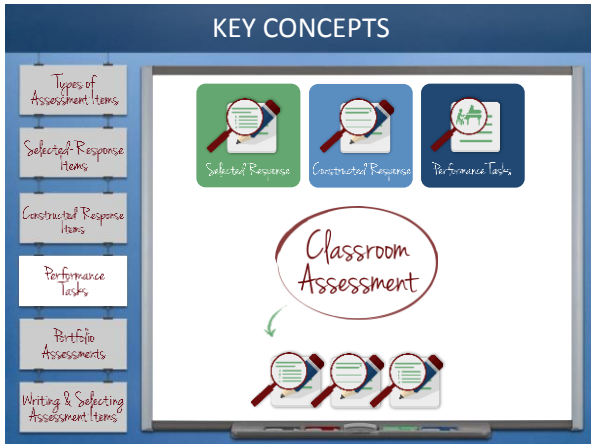 KEY CONCEPTS
Types of
Assessment Items
Selected-Response
Items
Constructed Response
Items
Performance
Tasks
Portfolio
Assessments
Writing & Selecting
Assessment Items
Selected Response
Constructed Response
Performance Tasks
Classroom
Assessment